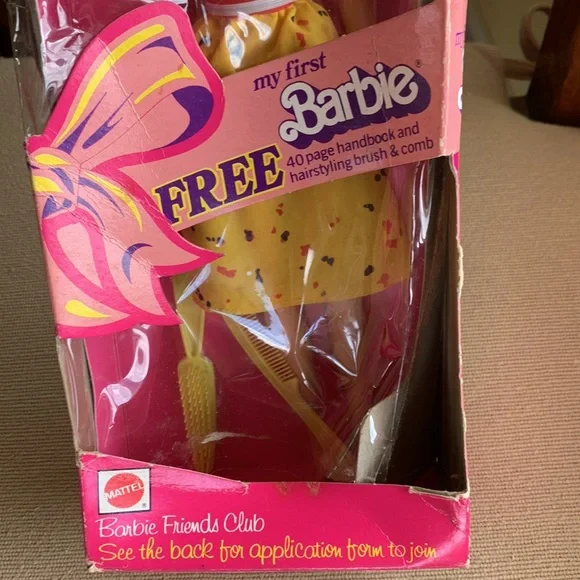 my first
Barbie®
FREE
40 page handbook and
hairstyling brush & comb
MATTEL
Barbie Friends Club
See the back for application form to join